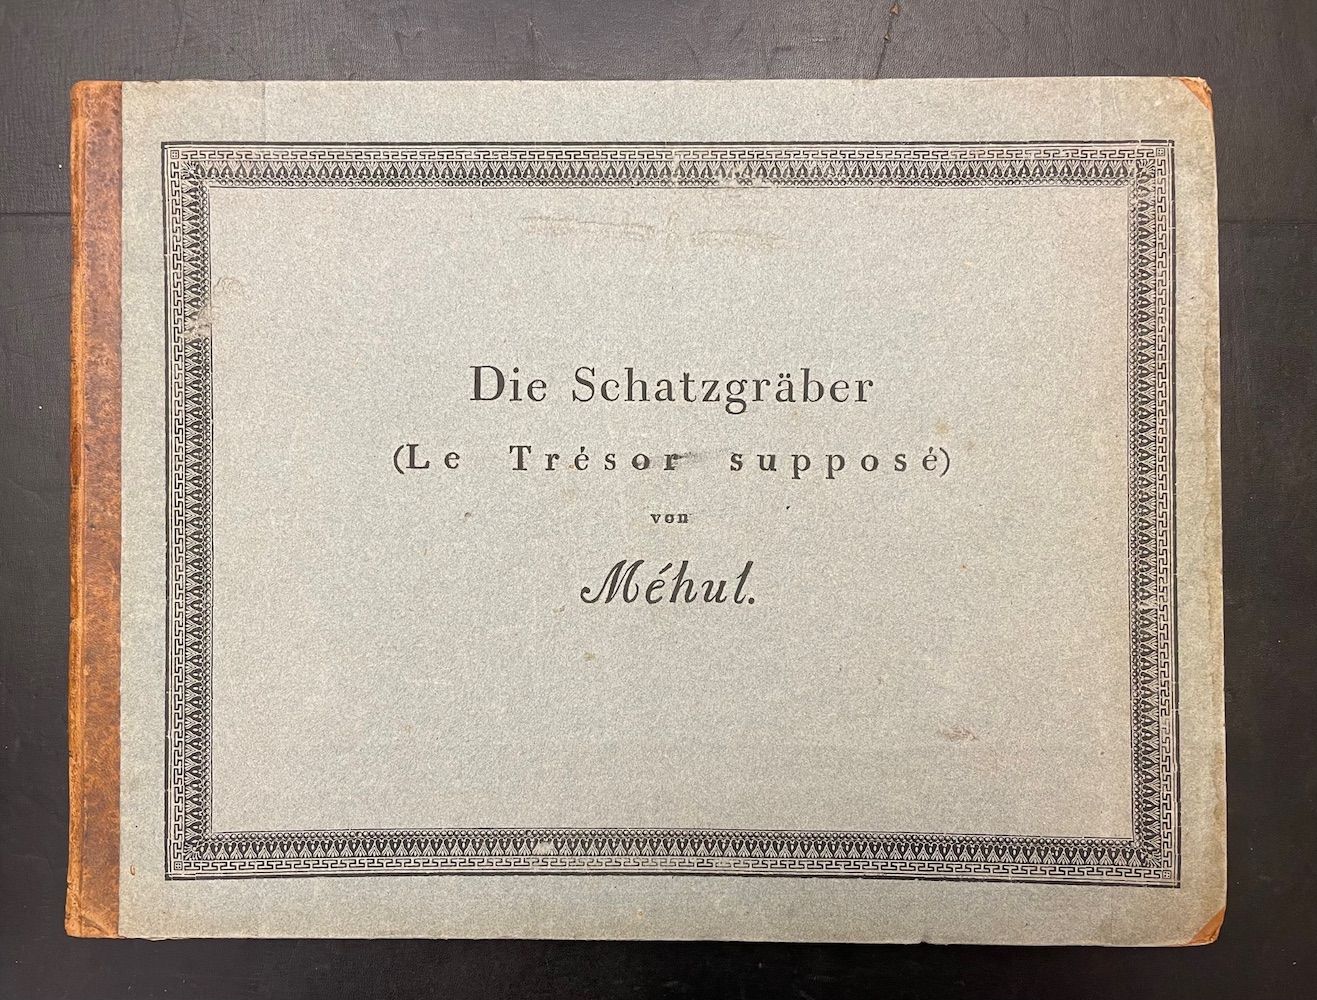 Die Schatzgräber
(Le Trésor supposé)
von
Méhul.